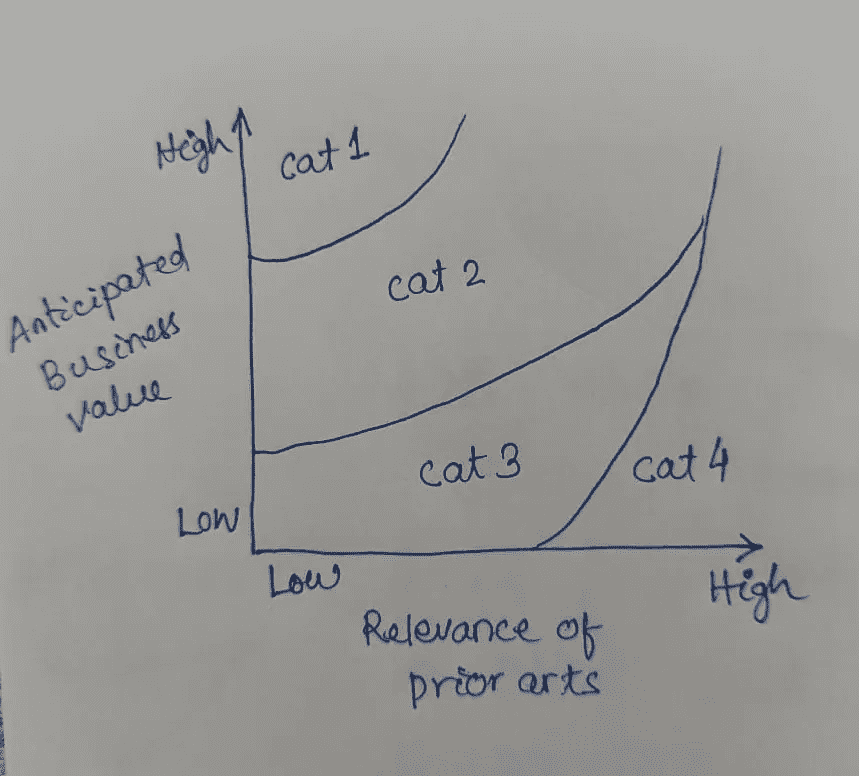 High
cat 1
Anticipated
Business
value
cat 2
cat 3
cat 4
Low
Low
High
Relevance of
prior arts